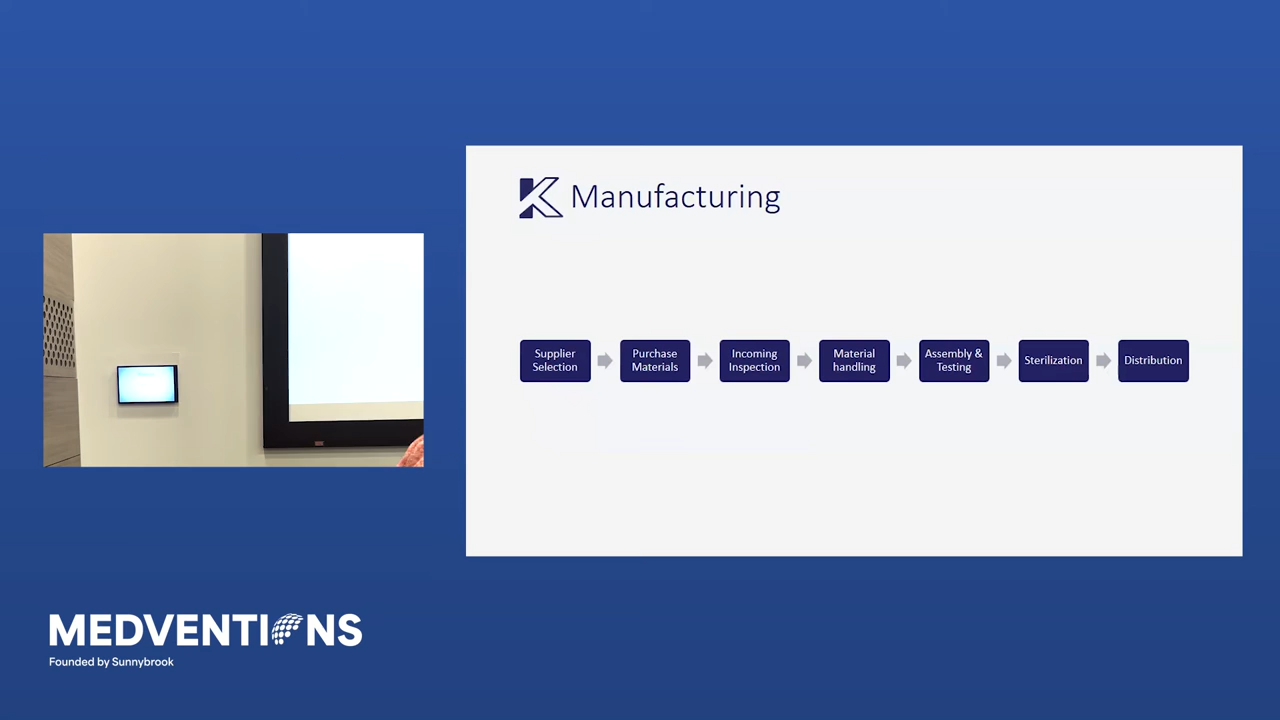 Manufacturing
Supplier
Selection
Purchase
Materials
Incoming
Inspection
Material
handling
Assembly &
Testing
Sterilization
Distribution
MEDVENTIONS
Founded by Sunnybrook